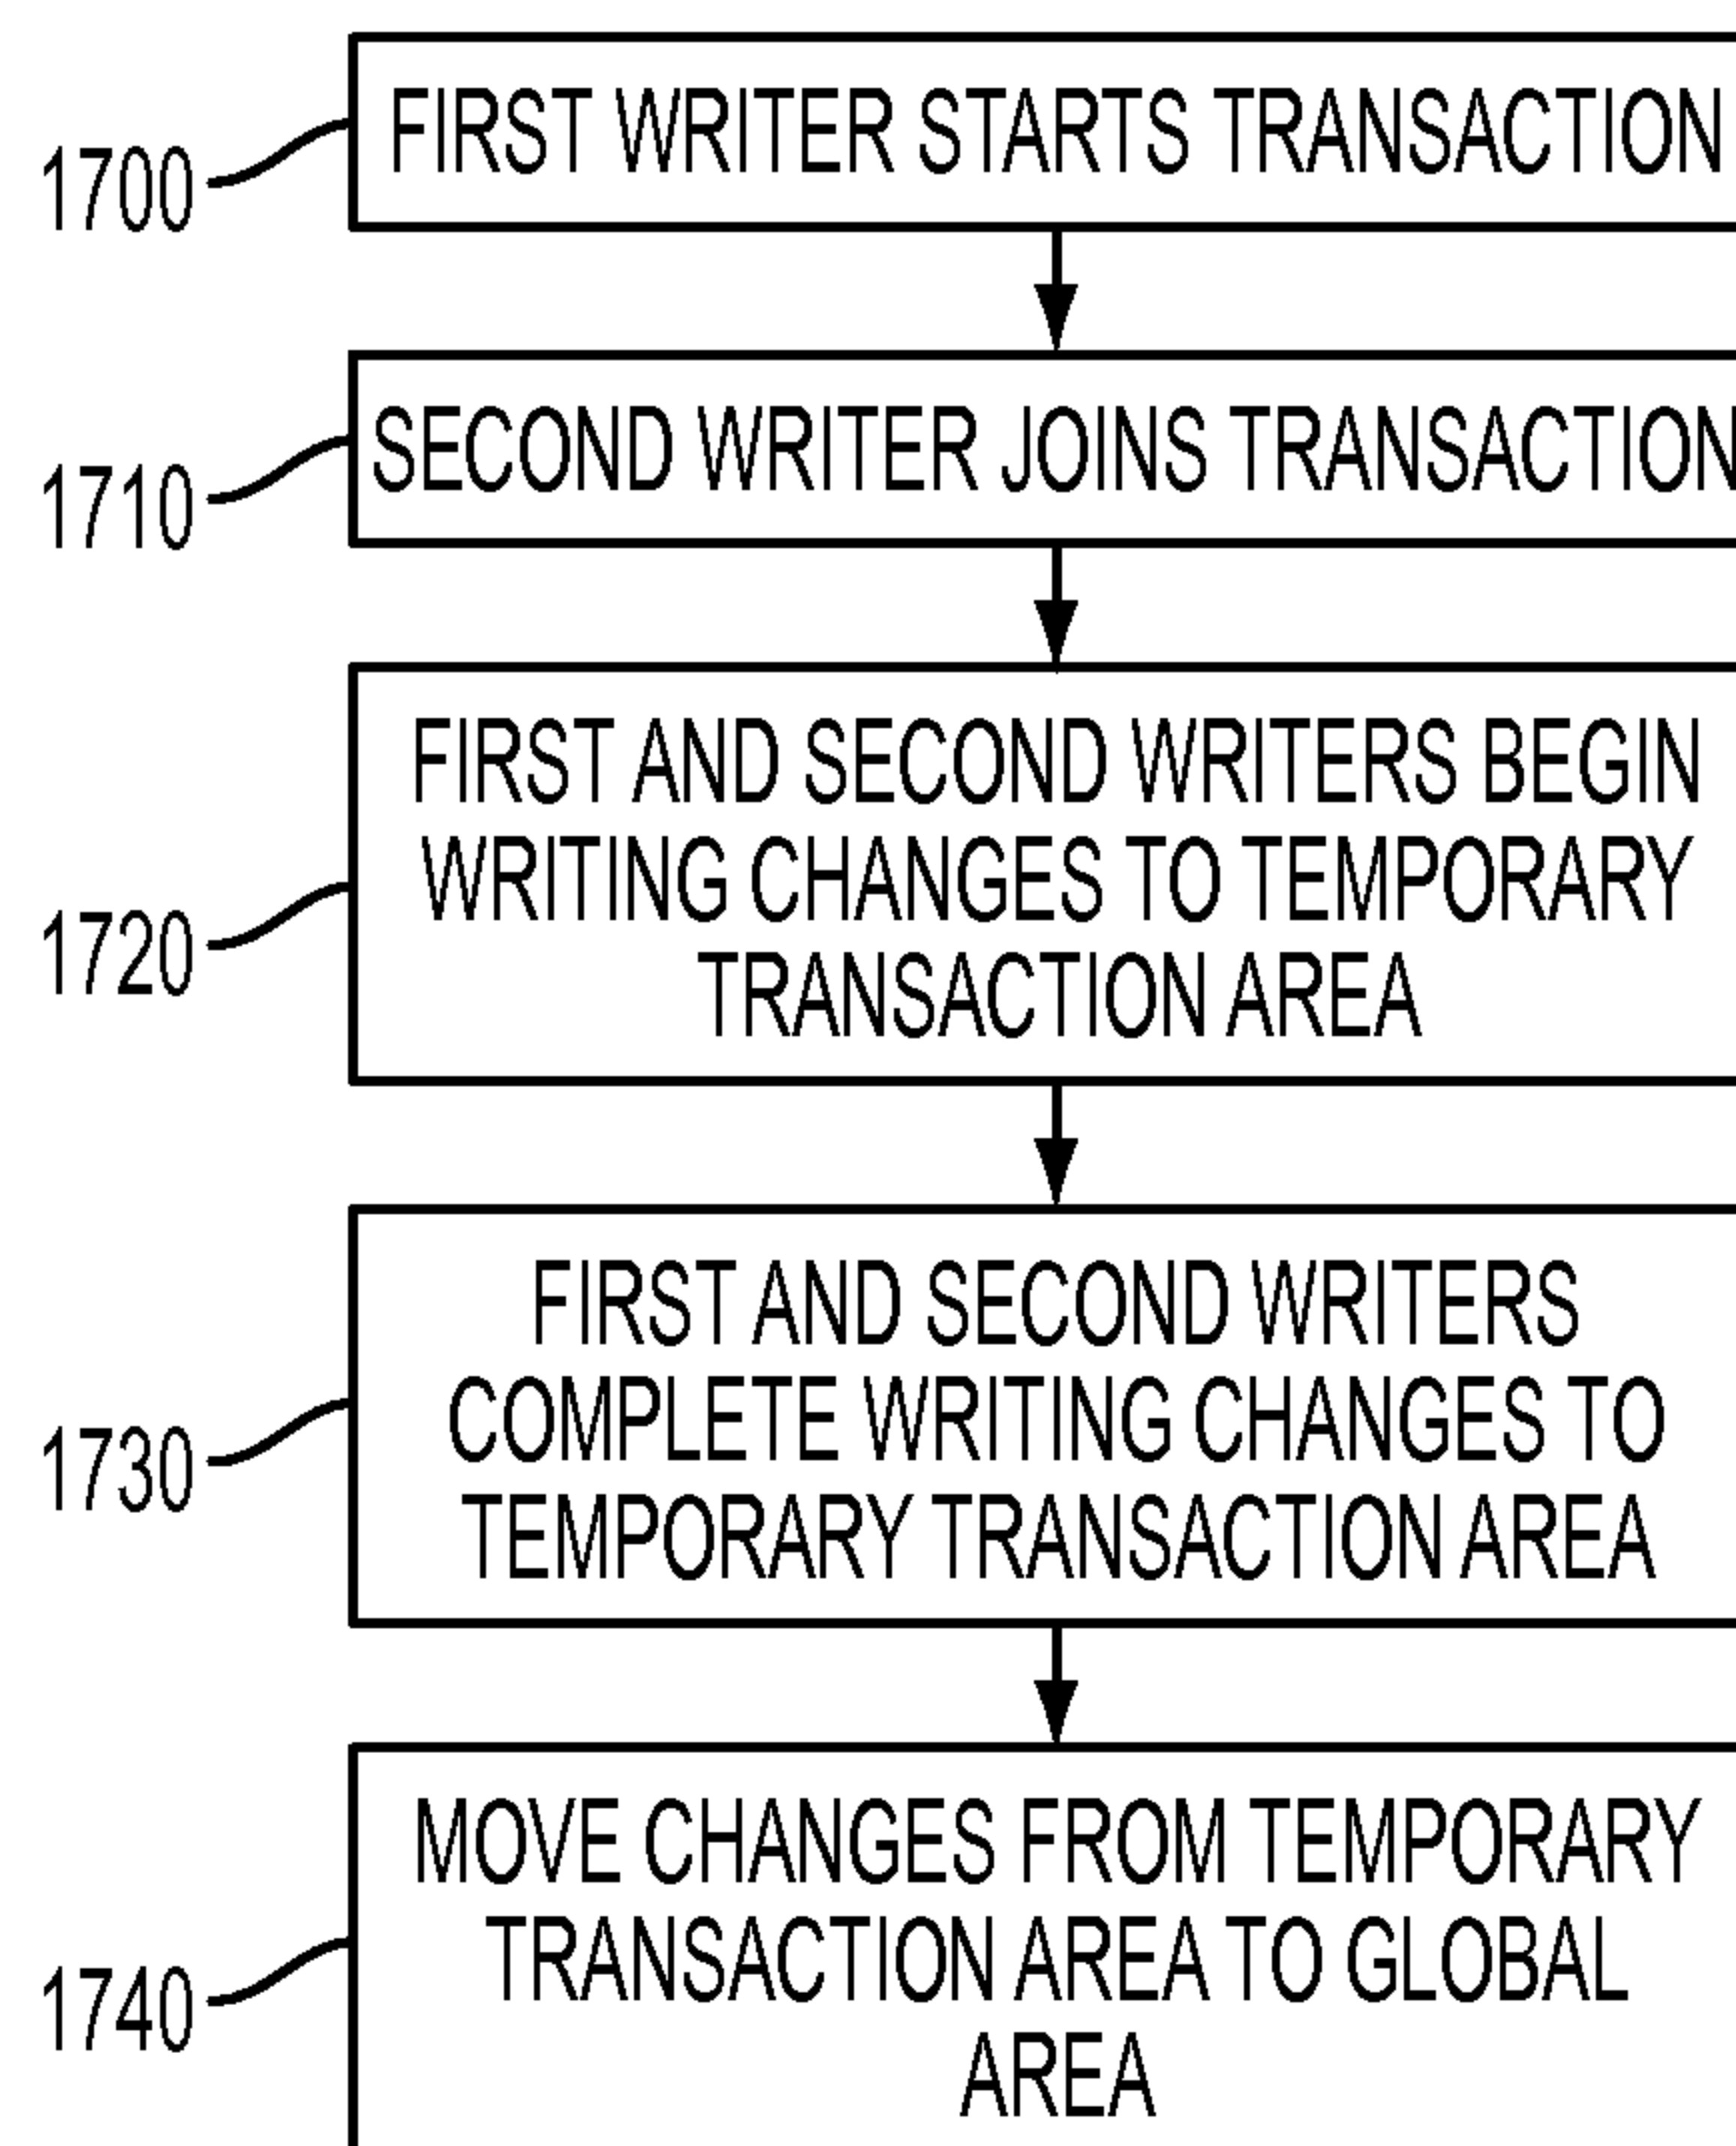 FIRST WRITER STARTS TRANSACTION
1700
SECOND WRITER JOINS TRANSACTION
1710
FIRST AND SECOND WRITERS BEGIN
WRITING CHANGES TO TEMPORARY
TRANSACTION AREA
1720
FIRST AND SECOND WRITERS
COMPLETE WRITING CHANGES TO
TEMPORARY TRANSACTION AREA
1730
MOVE CHANGES FROM TEMPORARY
TRANSACTION AREA TO GLOBAL
AREA
1740